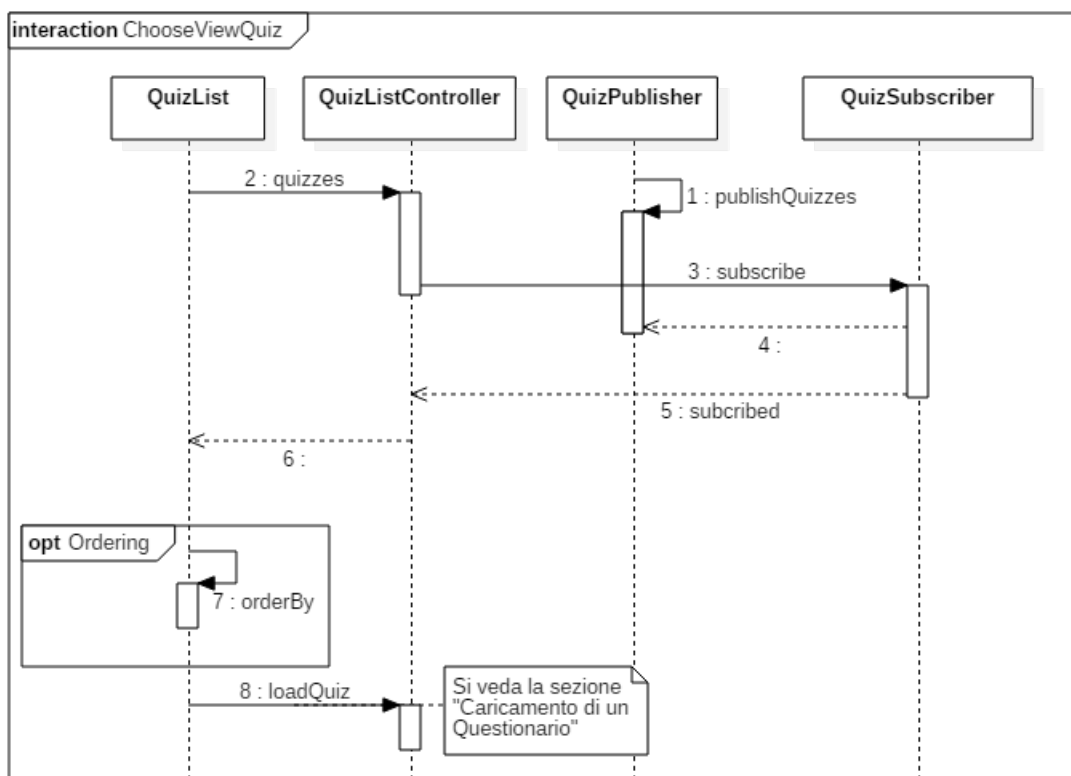 interaction ChooseViewQuiz
QuizList
QuizListController
QuizPublisher
QuizSubscriber
2 : quizzes
1 : publishQuizzes
3 : subscribe
4 :
5 : subcribed
6 :
opt Ordering
7 : orderBy
8 : loadQuiz
Si veda la sezione
"Caricamento di un
Questionario"